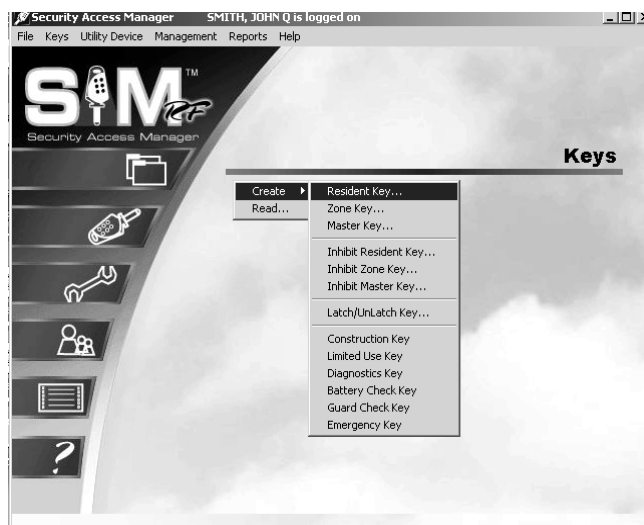 Security Access Manager SMITH, JOHN Q is logged on
File Keys Utility Device Management Reports Help
SAM TM
RF
Security Access Manager
Keys
Create
Read...
Resident Key...
Zone Key...
Master Key...
Inhibit Resident Key...
Inhibit Zone Key...
Inhibit Master Key...
Latch/UnLatch Key...
Construction Key
Limited Use Key
Diagnostics Key
Battery Check Key
Guard Check Key
Emergency Key
?